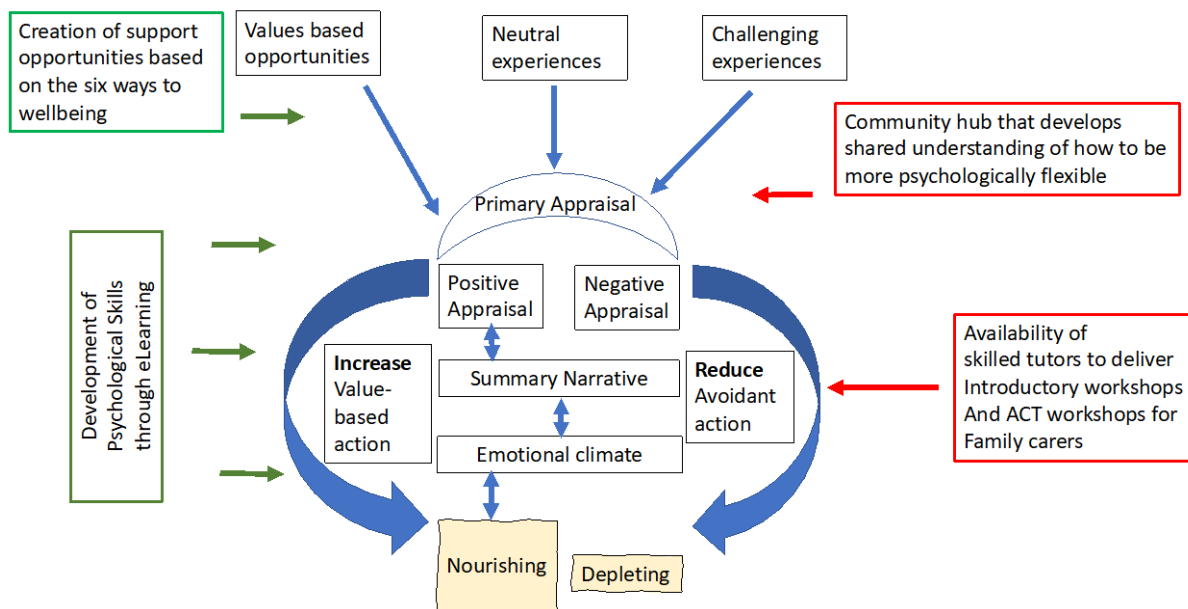 Creation of support
opportunities based
on the six ways to
wellbeing
Values based
opportunities
Neutral
experiences
Challenging
experiences
Community hub that develops
shared understanding of how to be
more psychologically flexible
Primary Appraisal
Development of
Psychological Skills
through eLearning
Positive
Appraisal
Negative
Appraisal
Increase
Value-
based
action
Summary Narrative
Reduce
Avoidant
action
Availability of
skilled tutors to deliver
Introductory workshops
And ACT workshops for
Family carers
Emotional climate
Nourishing
Depleting